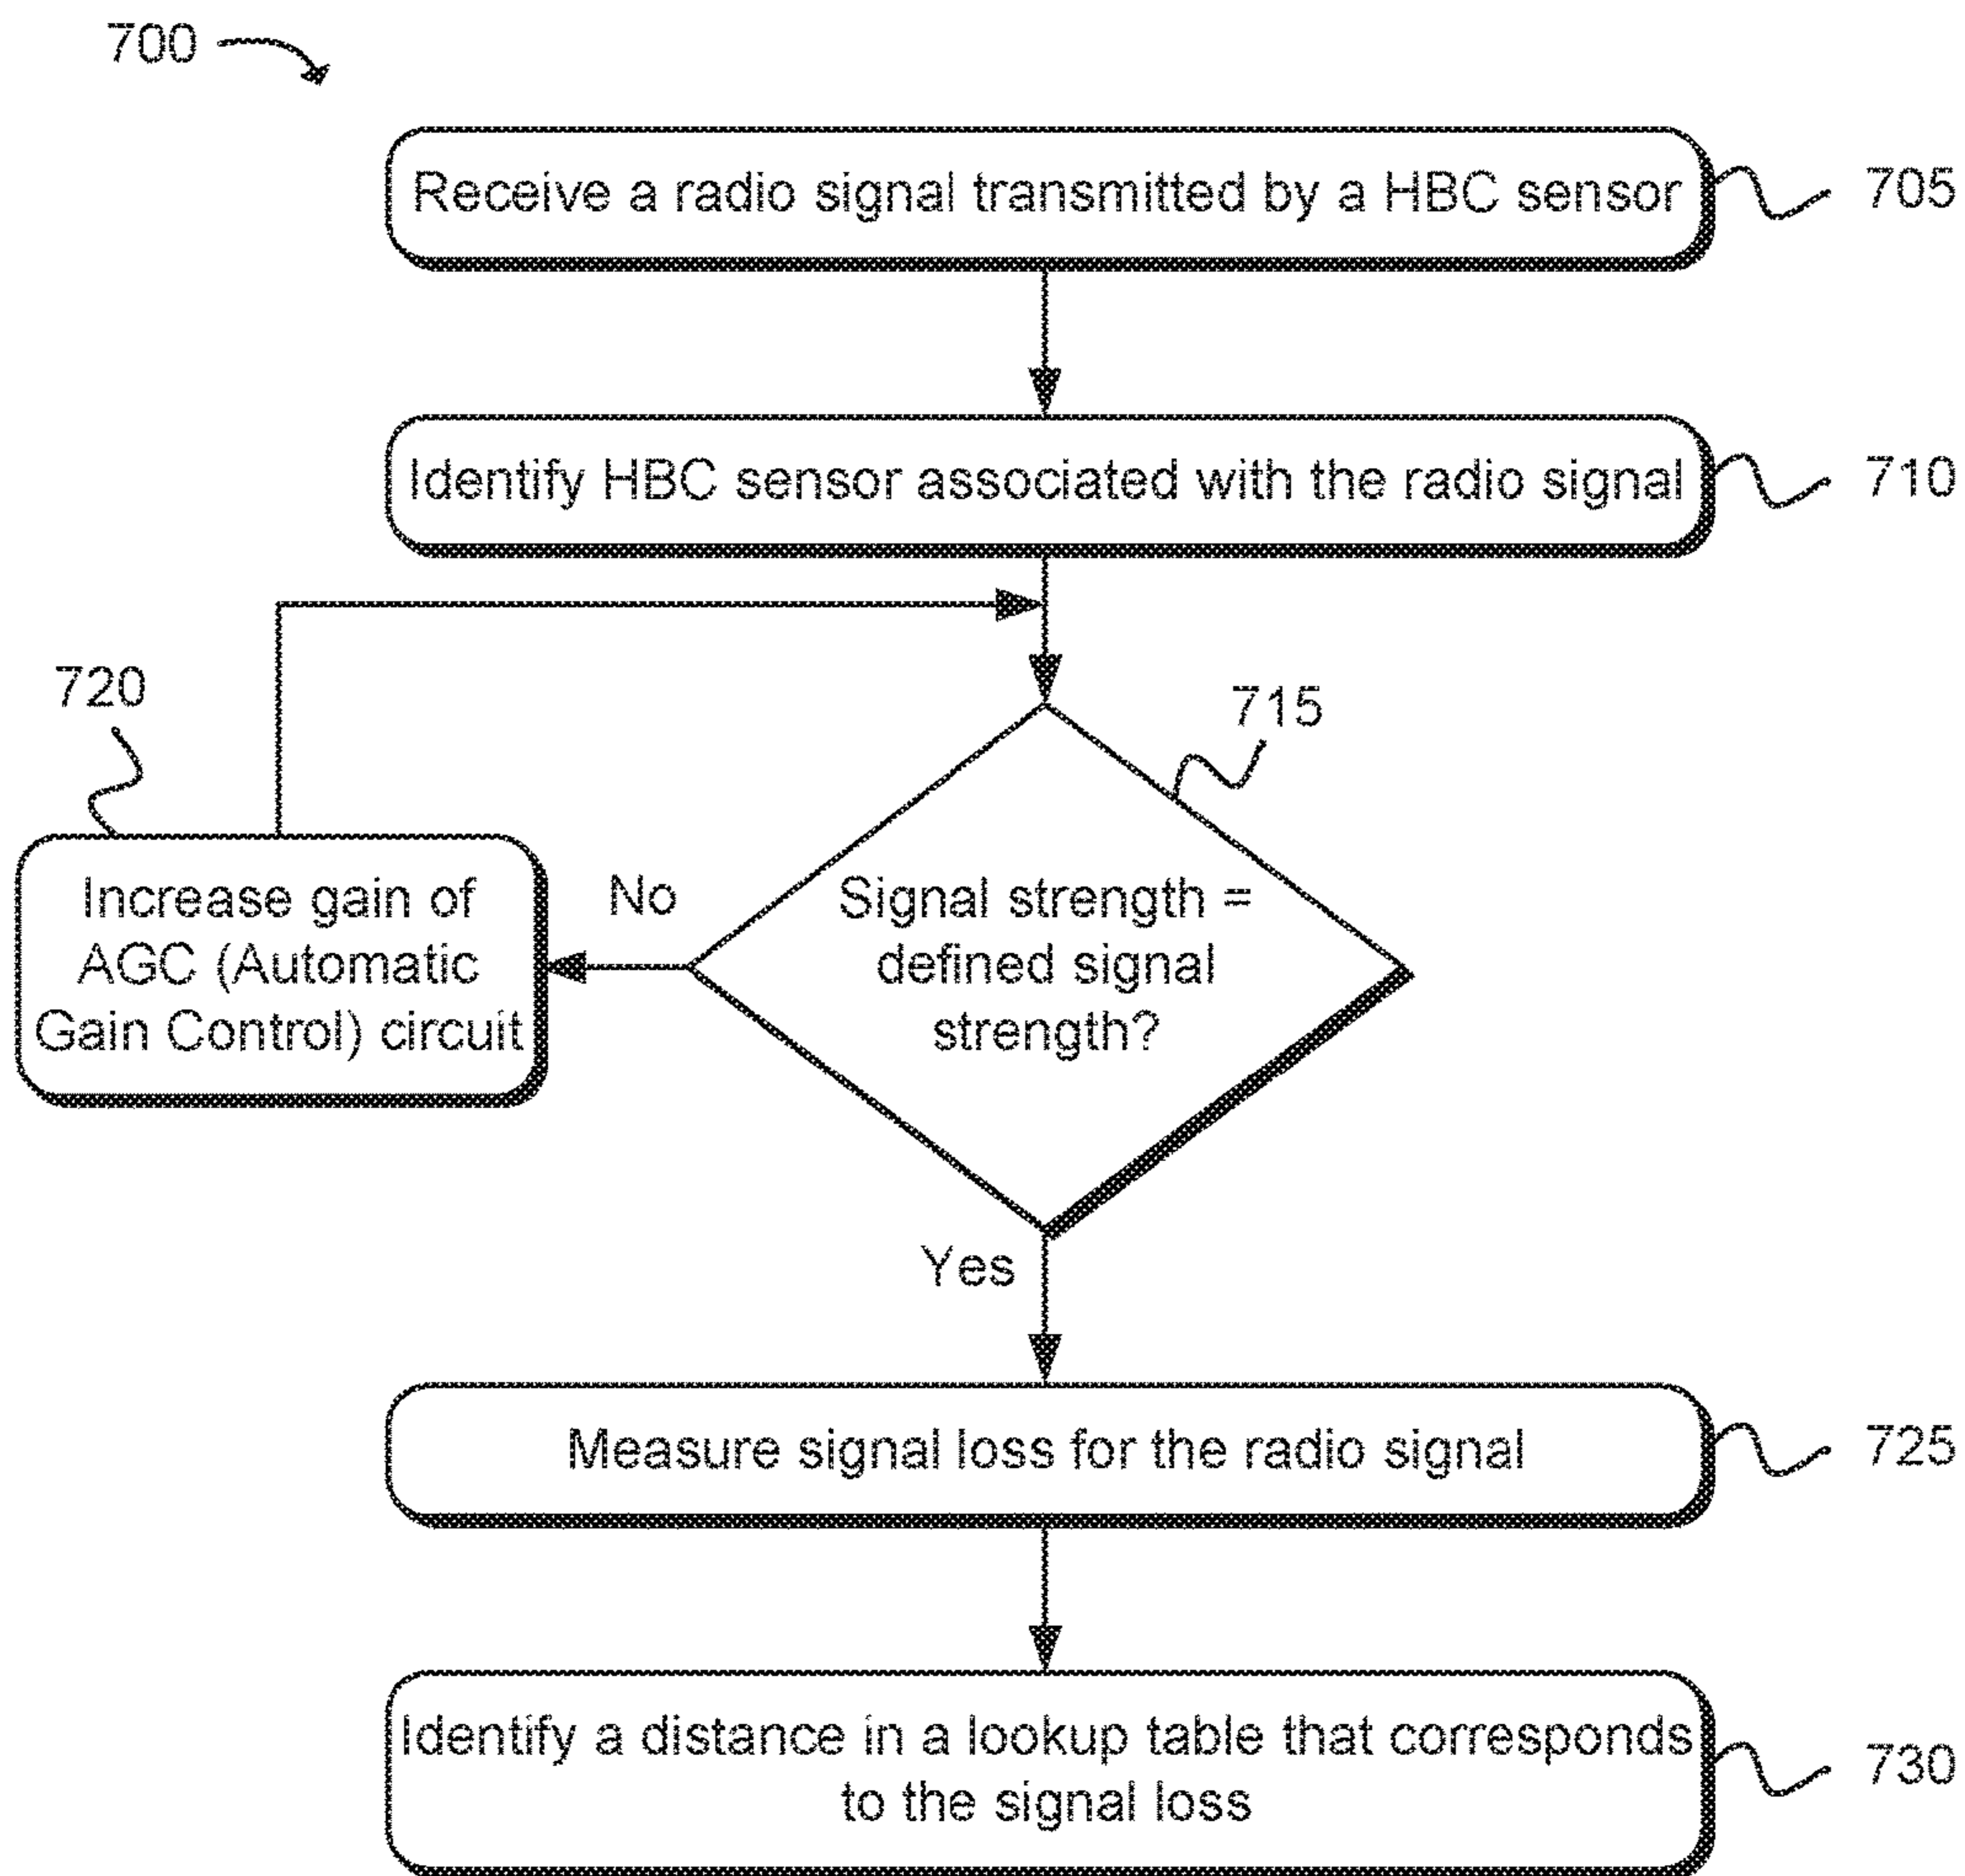 700
Receive a radio signal transmitted by a HBC sensor
705
Identify HBC sensor associated with the radio signal
710
720
715
Increase gain of
AGC (Automatic
Gain Control) circuit
No
Signal strength =
defined signal
strength?
Yes
Measure signal loss for the radio signal
725
Identify a distance in a lookup table that corresponds
to the signal loss
730